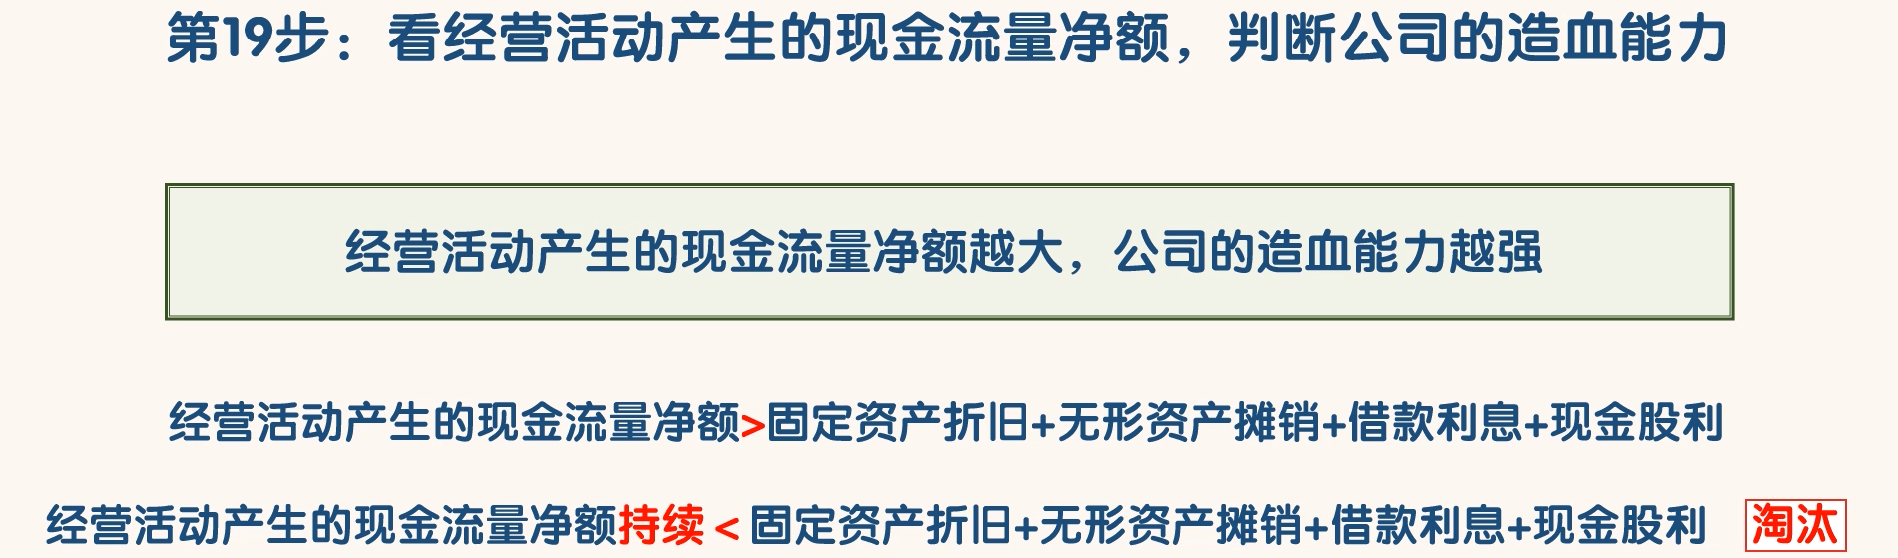 第19步：看经营活动产生的现金流量净额，判断公司的造血能力
经营活动产生的现金流量净额越大，公司的造血能力越强
经营活动产生的现金流量净额>固定资产折旧+无形资产摊销+借款利息+现金股利
经营活动产生的现金流量净额持续＜固定资产折旧+无形资产摊销+借款利息+现金股利 淘汰